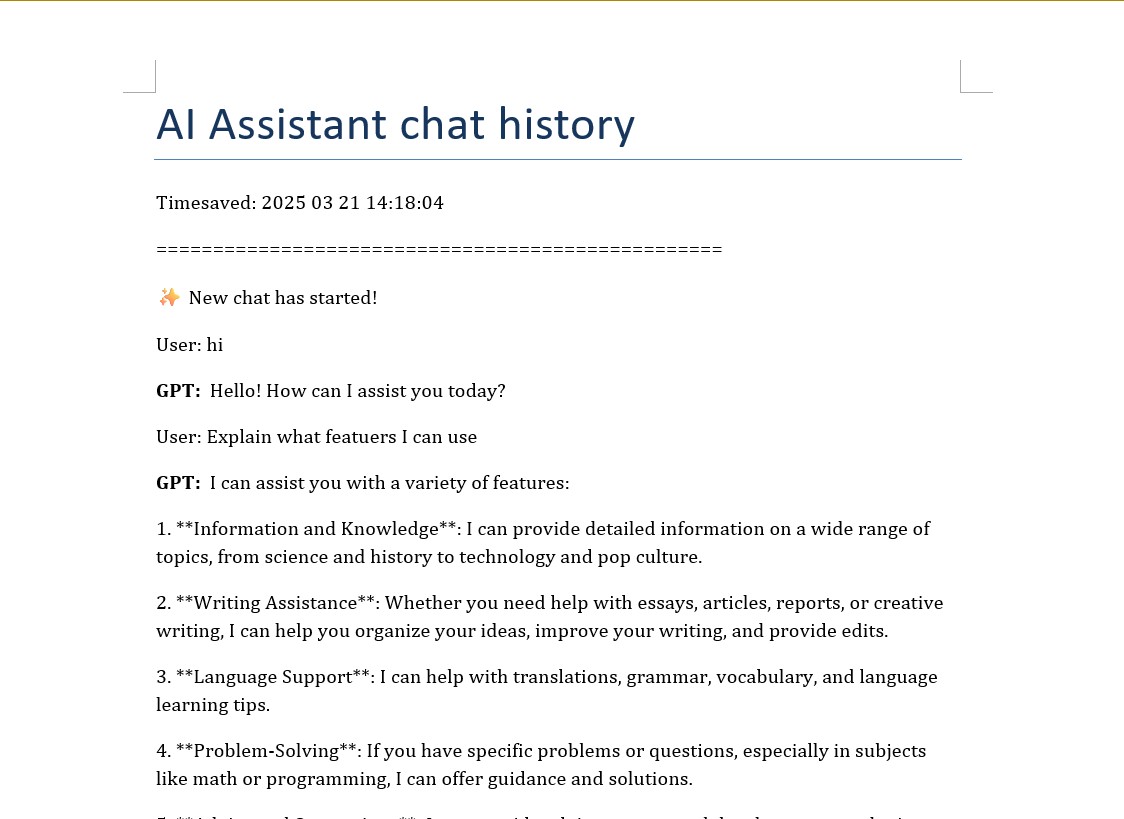 AI Assistant chat history
Timesaved: 2025 03 21 14:18:04
==================================================
✨ New chat has started!
User: hi
GPT: Hello! How can I assist you today?
User: Explain what featuers I can use
GPT: I can assist you with a variety of features:
1. **Information and Knowledge**: I can provide detailed information on a wide range of
topics, from science and history to technology and pop culture.
2. **Writing Assistance**: Whether you need help with essays, articles, reports, or creative
writing, I can help you organize your ideas, improve your writing, and provide edits.
3. **Language Support**: I can help with translations, grammar, vocabulary, and language
learning tips.
4. **Problem-Solving**: If you have specific problems or questions, especially in subjects
like math or programming, I can offer guidance and solutions.